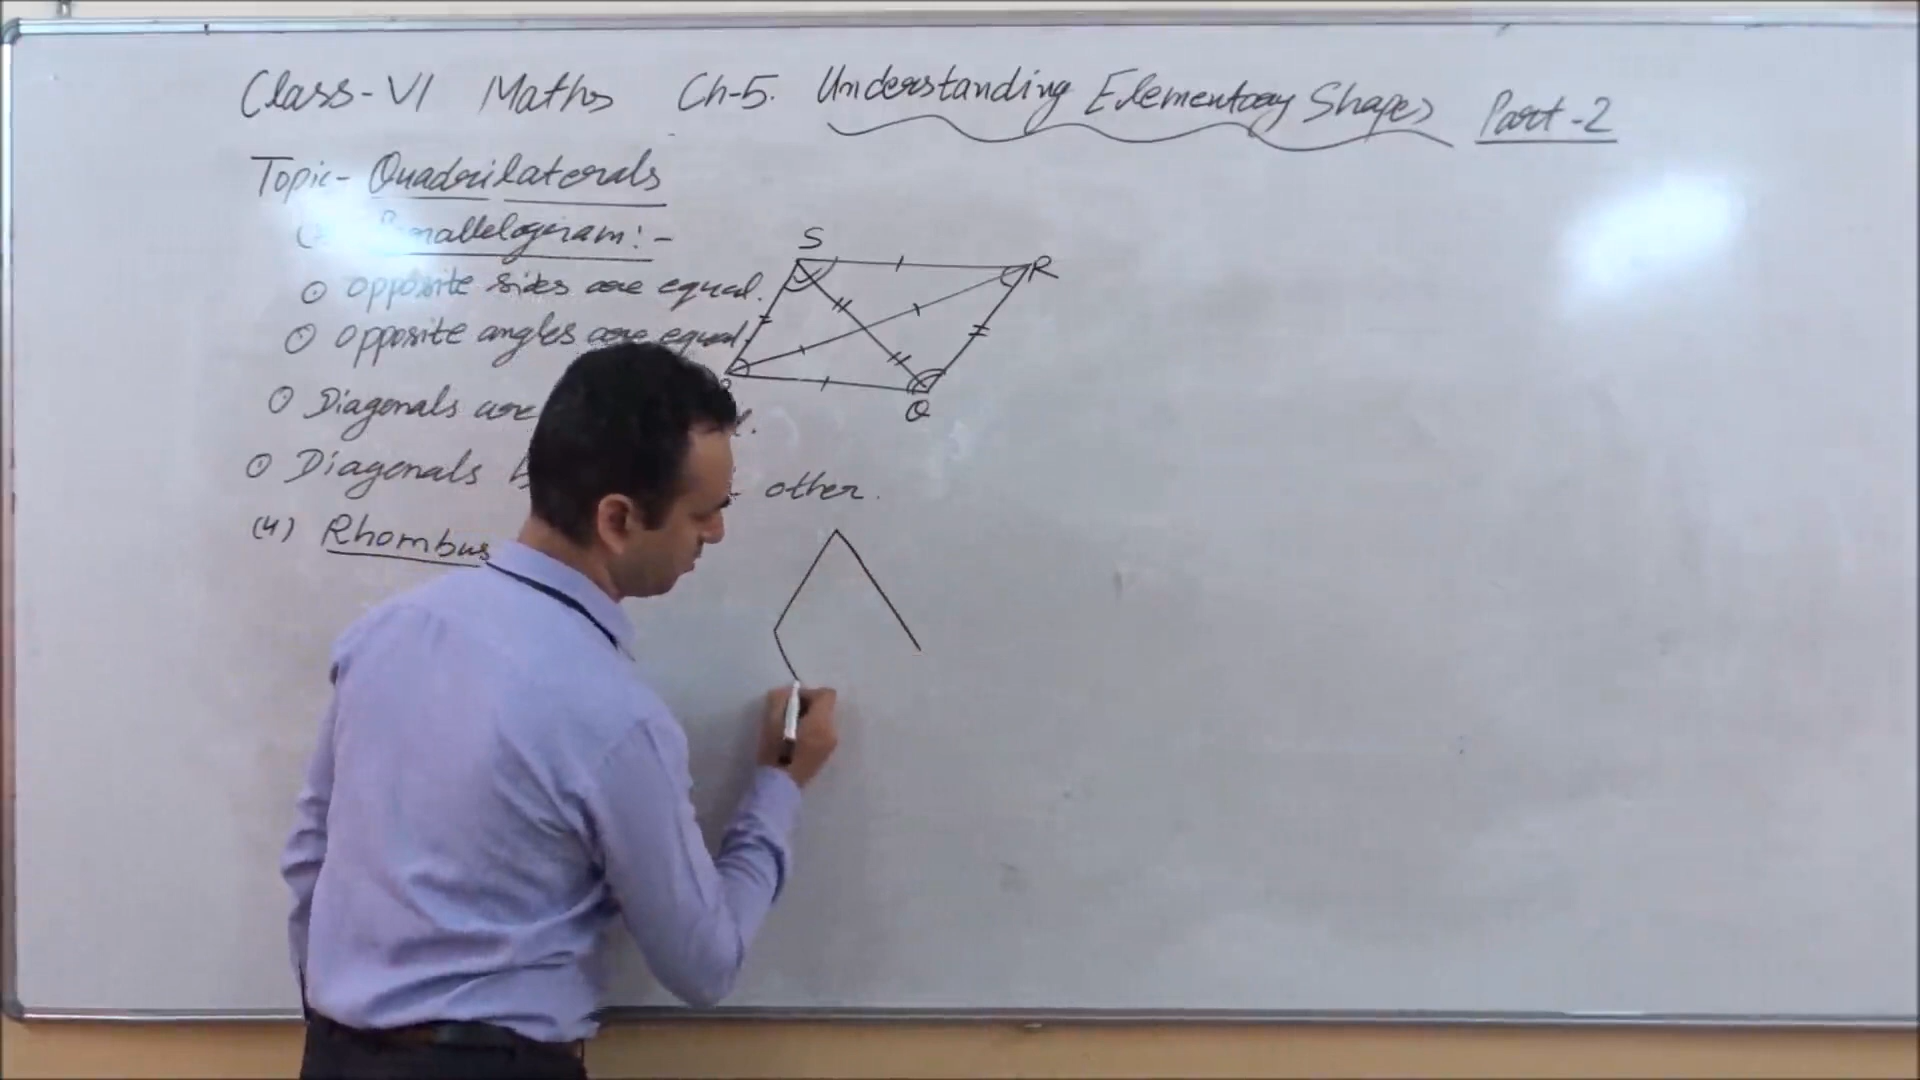 Class-VI Maths Ch-5. Understanding Elementary Shapes Part-2
Topic- Quadrilaterals
Parallelogram:-
⊙ opposite sides are equal.
⊙ opposite angles are equal.
⊙ Diagonals are
⊙ Diagonals other.
(4) Rhombus
S
R
Q